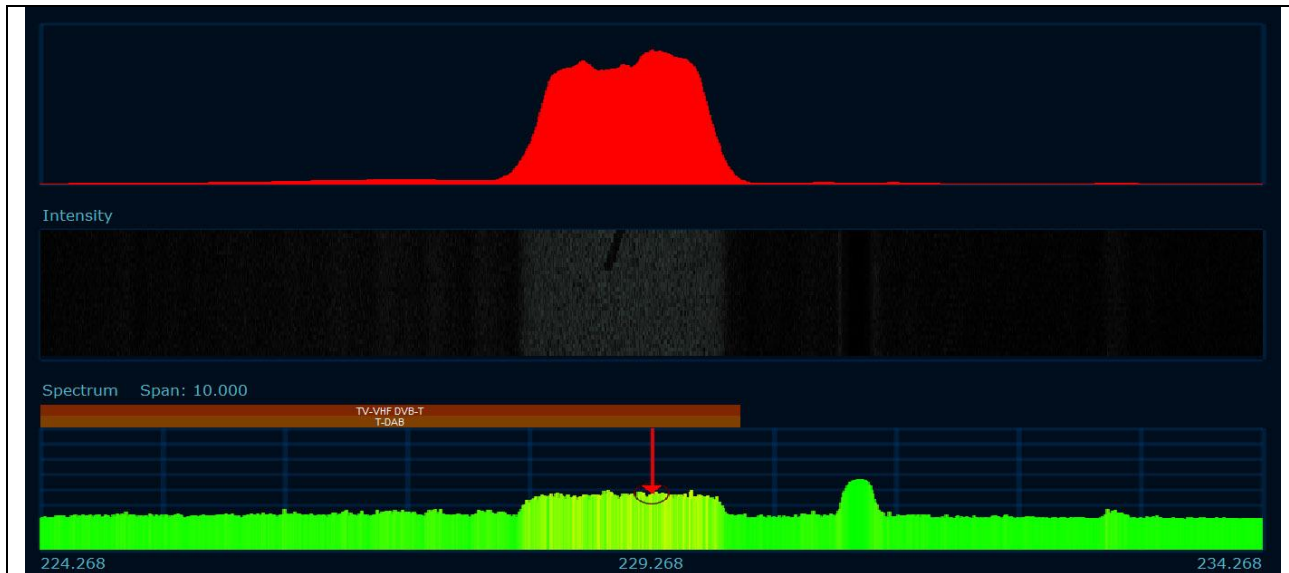 Intensity
Spectrum Span: 10.000
TV-VHF DVB-T
T-DAB
224.268 229.268 234.268